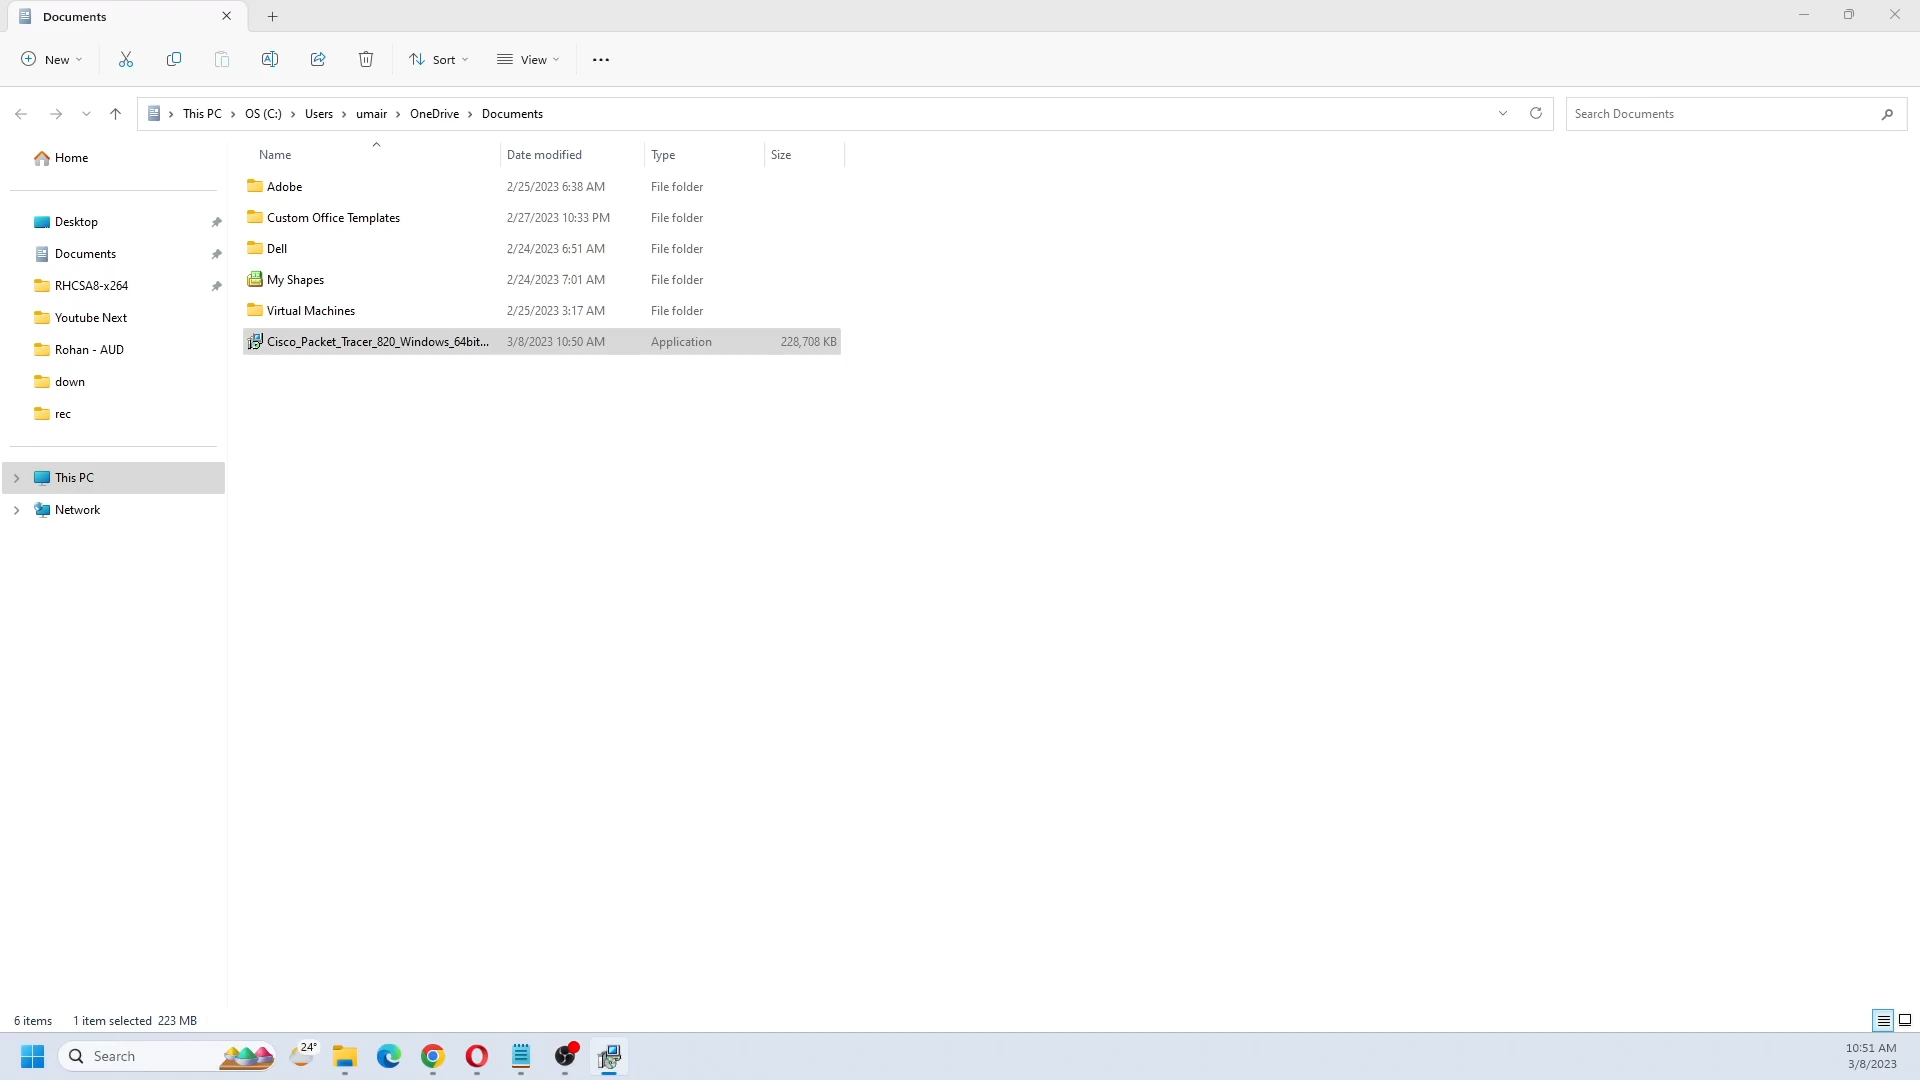 Documents
New
Sort
View
This PC > OS (C:) > Users > umair > OneDrive > Documents
Search Documents
Home
Desktop
Documents
RHCSA8-x264
Youtube Next
Rohan - AUD
down
rec
This PC
Network
Name Date modified Type Size
Adobe 2/25/2023 6:38 AM File folder
Custom Office Templates 2/27/2023 10:33 PM File folder
Dell 2/24/2023 6:51 AM File folder
My Shapes 2/24/2023 7:01 AM File folder
Virtual Machines 2/25/2023 3:17 AM File folder
Cisco_Packet_Tracer_820_Windows_64bit... 3/8/2023 10:50 AM Application 228,708 KB
6 items 1 item selected 223 MB
Search
24°
10:51 AM
3/8/2023